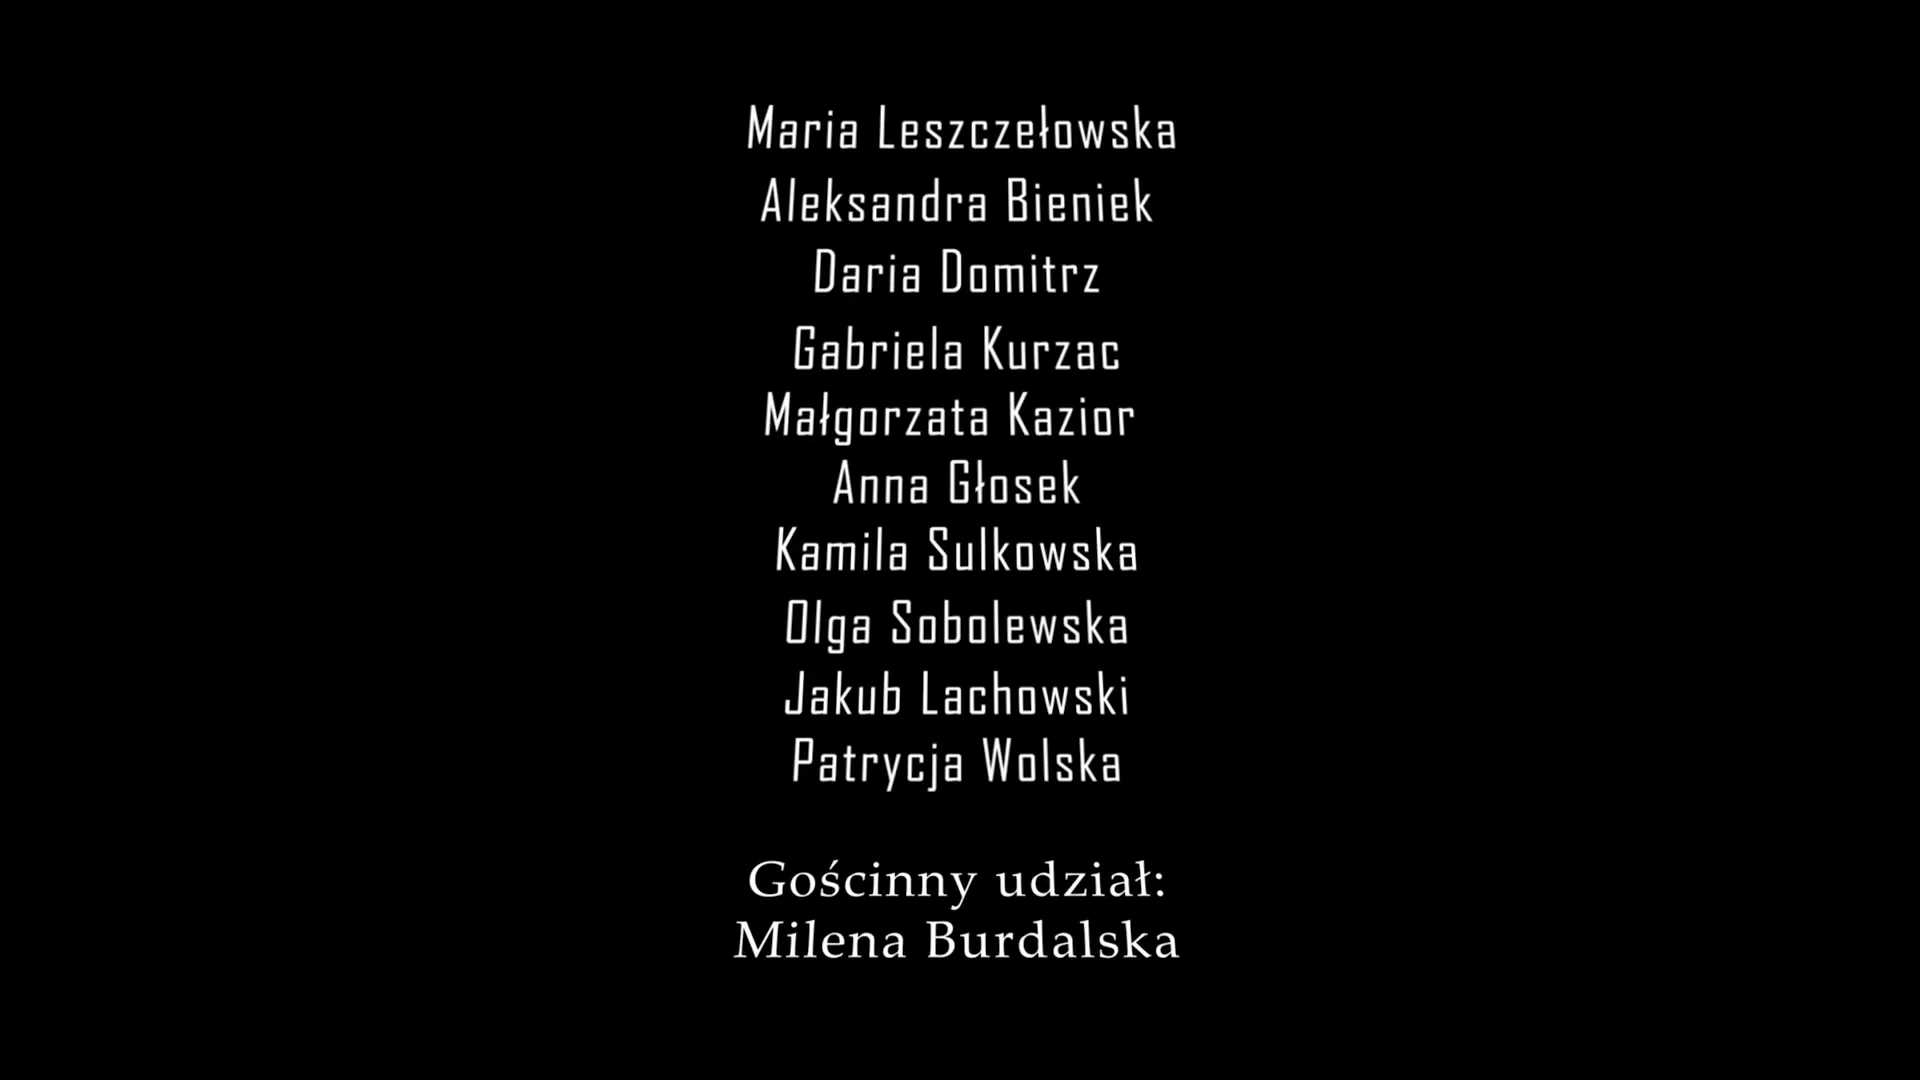 Maria Leszczełowska
Aleksandra Bieniek
Daria Domitrz
Gabriela Kurzac
Małgorzata Kazior
Anna Głosek
Kamila Sulkowska
Olga Sobolewska
Jakub Lachowski
Patrycja Wolska
Gościnny udział:
Milena Burdalska